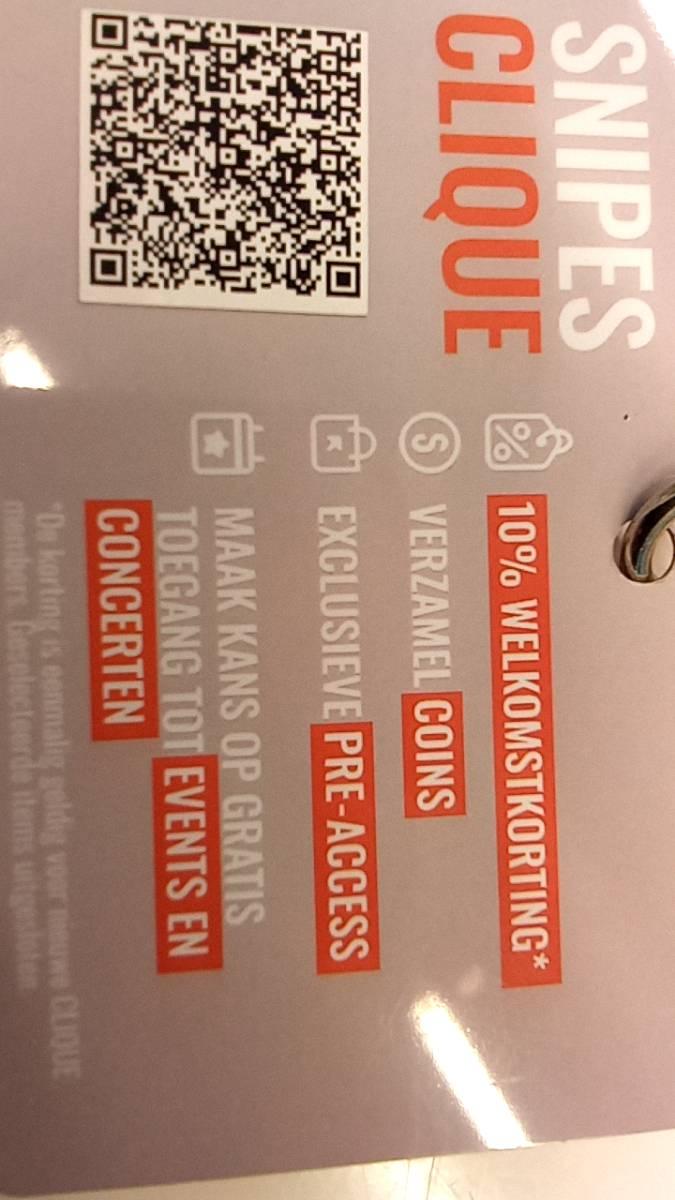 SNIPES
CLIQUE
10% WELKOMSTKORTING*
VERZAMEL COINS
EXCLUSIEVE PRE-ACCESS
MAAK KANS OP GRATIS
TOEGANG TOT EVENTS EN
CONCERTEN
*De korting is eenmalig geldig voor nieuwe CLIQUE
members. Geselecteerde items uitgesloten